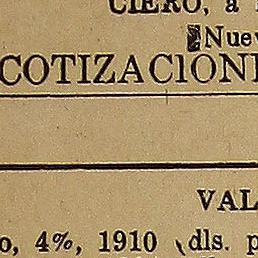 CIERO, a
Nuev
COTIZACIONE
VAL
o, 4%, 1910 dls. p